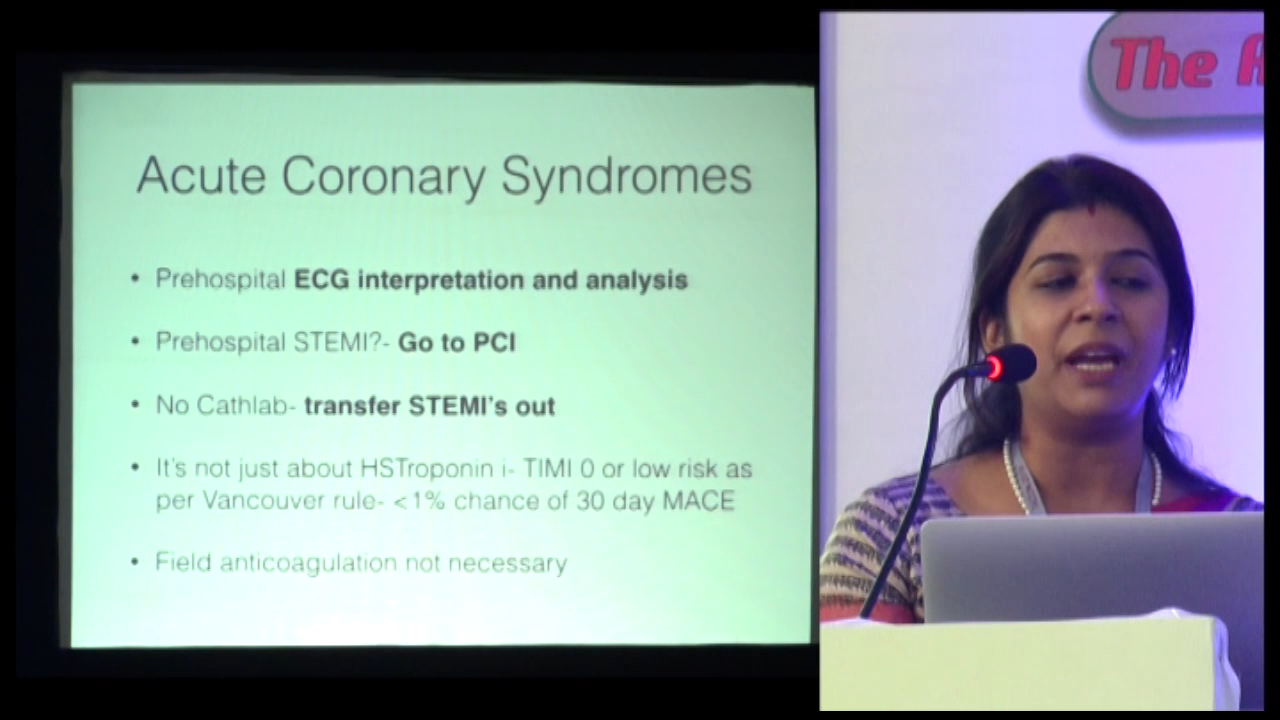 Acute Coronary Syndromes
• Prehospital ECG interpretation and analysis
• Prehospital STEMI?- Go to PCI
• No Cathlab- transfer STEMI's out
• It's not just about HSTroponin i- TIMI 0 or low risk as
per Vancouver rule- <1% chance of 30 day MACE
• Field anticoagulation not necessary
The